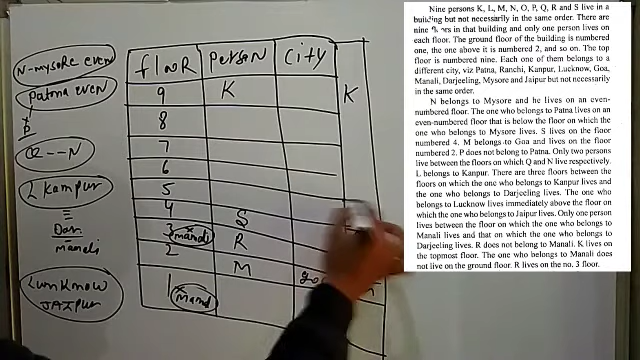 Nine persons K, L, M, N, O, P, Q, R and S live in a
building but not necessarily in the same order. There are
nine floors in that building and only one person lives on
each floor. The ground floor of the building is numbered
one, the one above it is numbered 2, and so on. The top
floor is numbered nine. Each one of them belongs to a
different city, viz Patna, Ranchi, Kanpur, Lucknow, Goa,
Manali, Darjeeling, Mysore and Jaipur but not necessarily
in the same order.
N belongs to Mysore and he lives on an even-
numbered floor. The one who belongs to Patna lives on an
even-numbered floor that is below the floor on which the
one who belongs to Mysore lives. S lives on the floor
numbered 4. M belongs to Goa and lives on the floor
numbered 2. P does not belong to Patna. Only two persons
live between the floors on which Q and N live respectively.
L belongs to Kanpur. There are three floors between the
floors on which the one who belongs to Kanpur lives and
the one who belongs to Darjeeling lives. The one who
belongs to Lucknow lives immediately above the floor on
which the one who belongs to Jaipur lives. Only one person
lives between the floor on which the one who belongs to
Manali lives and that on which the one who belongs to
Darjeeling lives. R does not belong to Manali. K lives on
the topmost floor. The one who belongs to Manali does
not live on the ground floor. R lives on the no. 3 floor.
N-mysore even
Patna even
P
Q2--N
L Kampur
Dar.
manali
Lunknow
JAIPur
flooR Person City
9 K K
8
7
6
5
4 S
3 R
2 M go
1